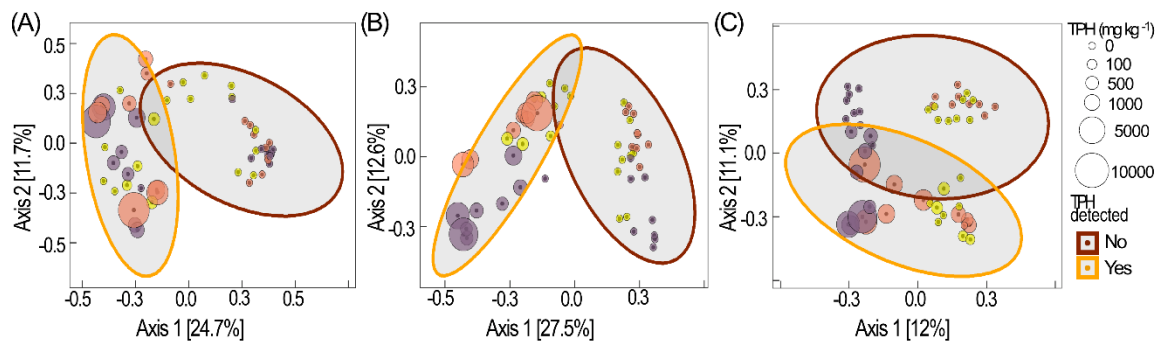 (A)
0.5
0.3
0.0
-0.3
-0.5
Axis 2 [11.7%]
-0.5
-0.3
0.0
0.3
0.5
Axis 1 [24.7%]
(B)
0.3
0.0
-0.3
Axis 2 [12.6%]
-0.5
-0.3
0.0
0.3
Axis 1 [27.5%]
(C)
0.3
0.0
-0.3
Axis 2 [11.1%]
-0.3
0.0
0.3
Axis 1 [12%]
TPH (mg kg-1)
0
100
500
1000
5000
10000
TPH
detected
No
Yes